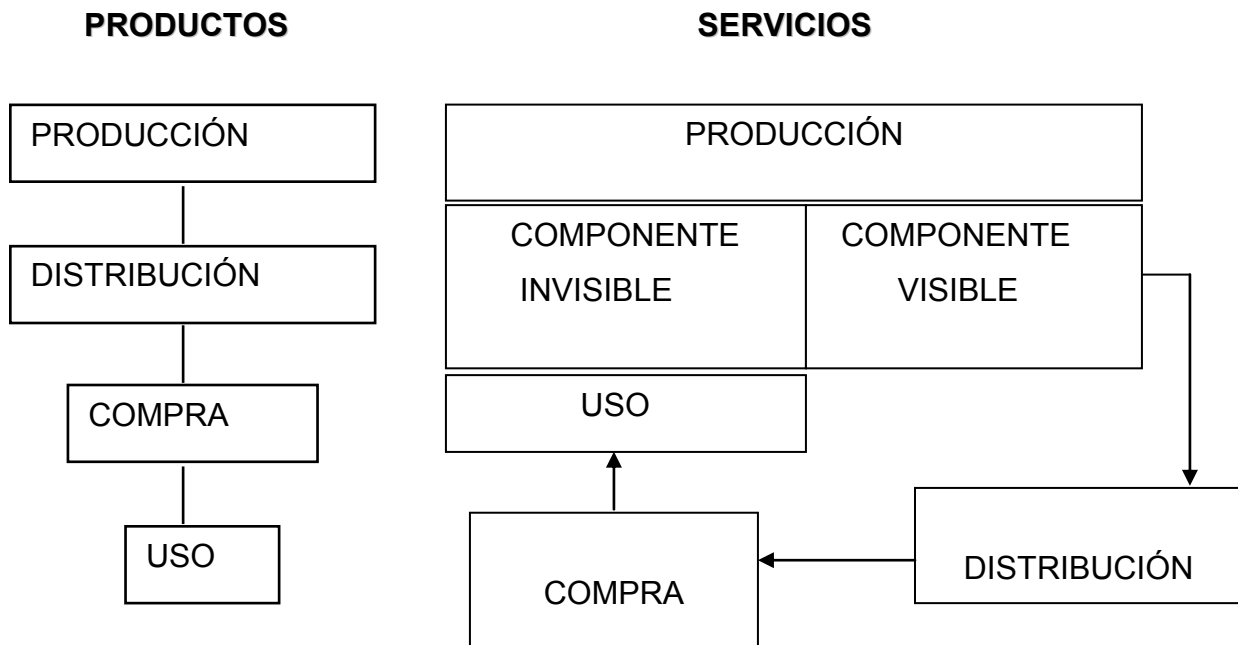 PRODUCTOS
PRODUCCIÓN
DISTRIBUCIÓN
COMPRA
USO
SERVICIOS
PRODUCCIÓN
COMPONENTE
INVISIBLE
COMPONENTE
VISIBLE
USO
COMPRA
DISTRIBUCIÓN